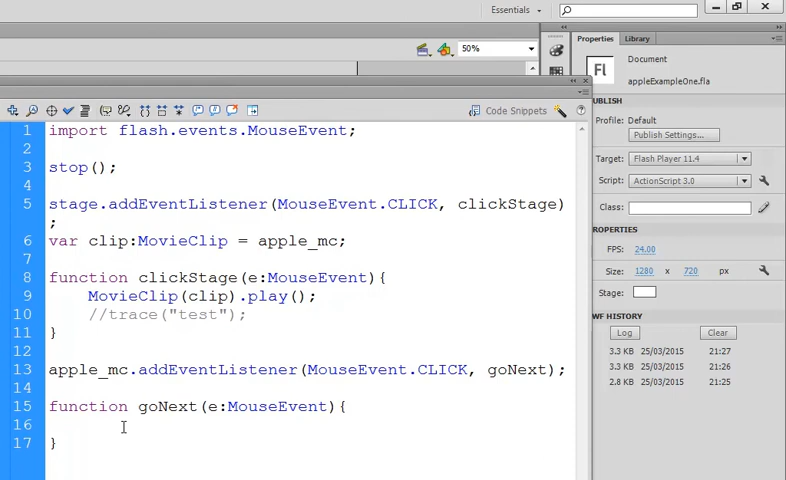 Essentials
50%
Properties
Library
Fl
Document
appleExampleOne.fla
Code Snippets
UBLISH
Profile: Default
Publish Settings...
Target: Flash Player 11.4
Script: ActionScript 3.0
Class:
ROPERTIES
FPS: 24.00
Size: 1280 x 720 px
Stage:
WF HISTORY
Log Clear
3.3 KB 25/03/2015 21:27
3.3 KB 25/03/2015 21:26
2.8 KB 25/03/2015 21:25
1 import flash.events.MouseEvent;
2
3 stop();
4
5 stage.addEventListener(MouseEvent.CLICK, clickStage)
;
6 var clip:MovieClip = apple_mc;
7
8 function clickStage(e:MouseEvent){
9 MovieClip(clip).play();
10 //trace("test");
11 }
12
13 apple_mc.addEventListener(MouseEvent.CLICK, goNext);
14
15 function goNext(e:MouseEvent){
16
17 }